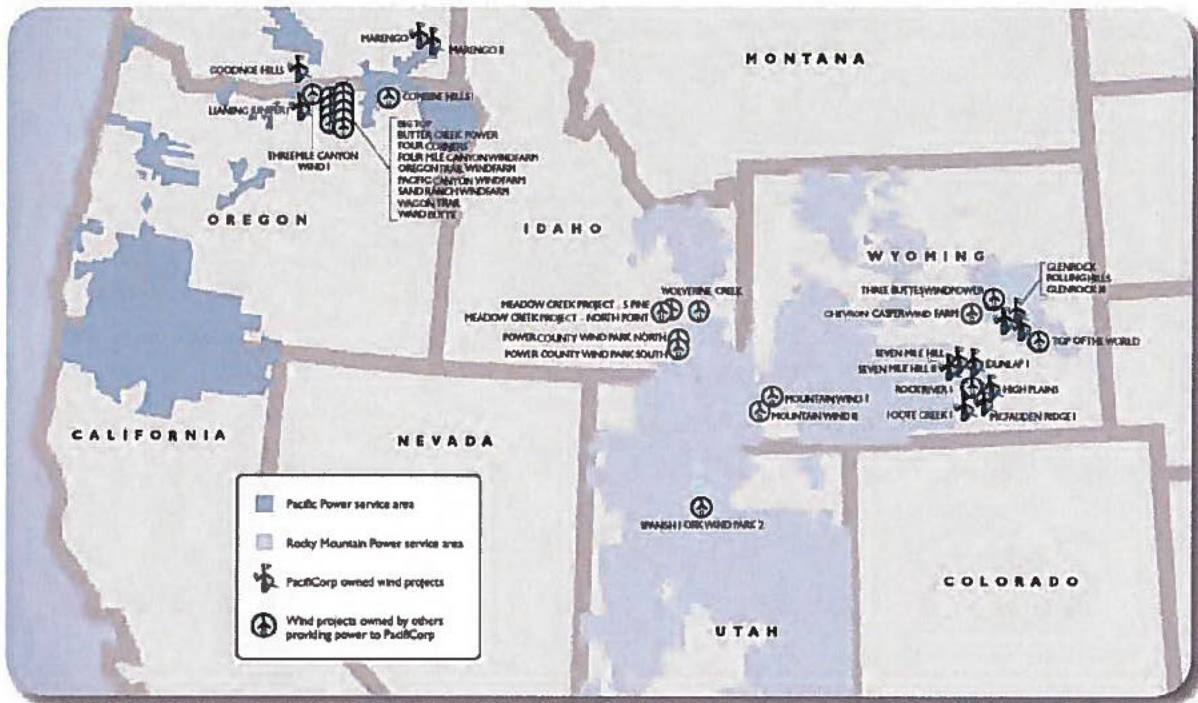 MARENGO
MARENGO II
MONTANA
GOODNOE HILLS
LEANING JUNIPER I
COMBINE HILLS I
BIG TOP
BUTTER CREEK POWER
FOUR CORNERS
FOUR MILE CANYON WINDFARM
OREGON TRAIL WINDFARM
PACIFIC CANYON WINDFARM
SAND RANCH WINDFARM
WAGON TRAIL
WARD BUTTE
THREEMILE CANYON
WIND I
OREGON
IDAHO
WYOMING
GLENROCK
ROLLING HILLS
GLENROCK III
WOLVERINE CREEK
THREE BUTTES WINDPOWER
MEADOW CREEK PROJECT - 5 PINE
MEADOW CREEK PROJECT - NORTH POINT
CHEVRON CASPER WIND FARM
POWER COUNTY WIND PARK NORTH
POWER COUNTY WIND PARK SOUTH
TOP OF THE WORLD
SEVEN MILE HILL
SEVEN MILE HILL II
DUNLAP I
ROCK RIVER I
HIGH PLAINS
MOUNTAIN WIND I
MOUNTAIN WIND II
FOOTE CREEK I
MCFADDEN RIDGE I
CALIFORNIA
NEVADA
Pacific Power service area
Rocky Mountain Power service area
PacifiCorp owned wind projects
Wind projects owned by others
providing power to PacifiCorp
SPANISH FORK WIND PARK 2
COLORADO
UTAH